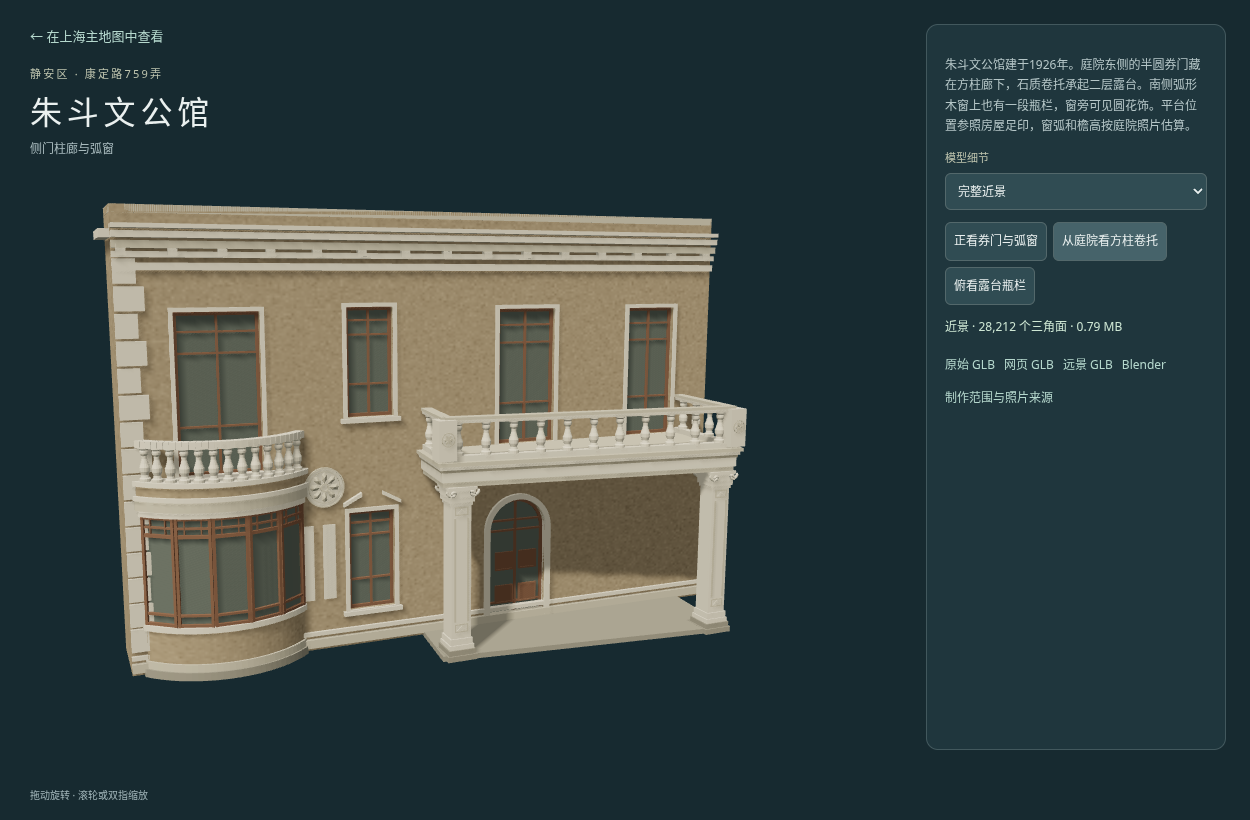 ← 在上海主地图中查看
静安区 · 康定路759弄
朱斗文公馆
侧门柱廊与弧窗
朱斗文公馆建于1926年。庭院东侧的半圆券门藏
在方柱廊下，石质卷托承起二层露台。南侧弧形
木窗上也有一段瓶栏，窗旁可见圆花饰。平台位
置参照房屋足印，窗弧和檐高按庭院照片估算。
模型细节
完整近景
正看券门与弧窗
从庭院看方柱卷托
俯看露台瓶栏
近景 · 28,212 个三角面 · 0.79 MB
原始 GLB 网页 GLB 远景 GLB Blender
制作范围与照片来源
拖动旋转 · 滚轮或双指缩放